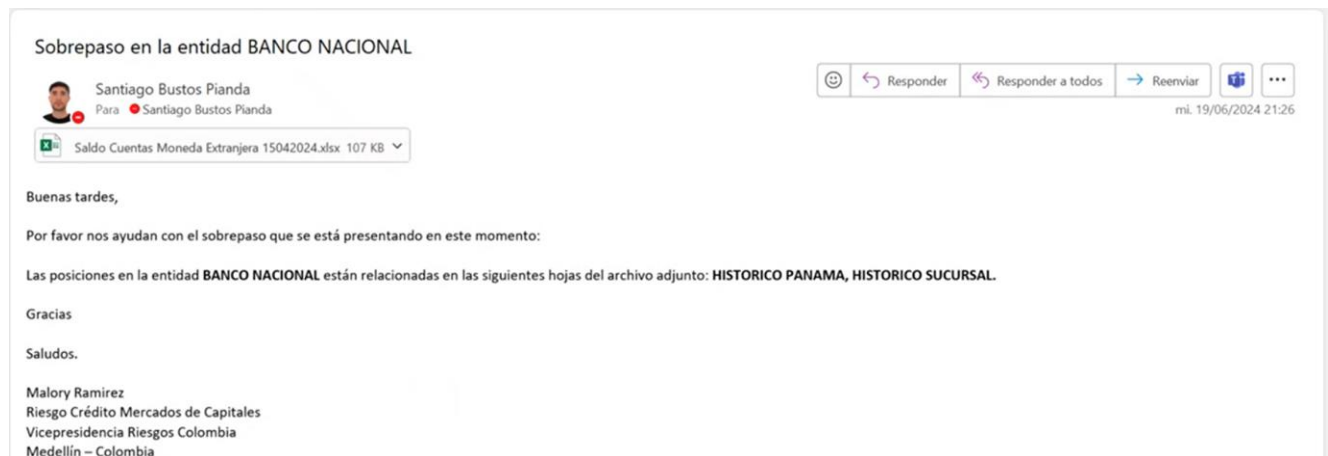 Sobrepaso en la entidad BANCO NACIONAL
Santiago Bustos Pianda
Para Santiago Bustos Pianda
Responder
Responder a todos
Reenviar
mi. 19/06/2024 21:26
Saldo Cuentas Moneda Extranjera 15042024.xlsx 107 KB
Buenas tardes,
Por favor nos ayudan con el sobrepaso que se está presentando en este momento:
Las posiciones en la entidad BANCO NACIONAL están relacionadas en las siguientes hojas del archivo adjunto: HISTORICO PANAMA, HISTORICO SUCURSAL.
Gracias
Saludos.
Malory Ramirez
Riesgo Crédito Mercados de Capitales
Vicepresidencia Riesgos Colombia
Medellín – Colombia